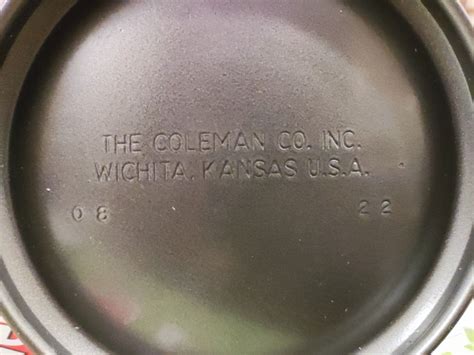 THE COLEMAN CO. INC.
WICHITA, KANSAS U.S.A.
08 22